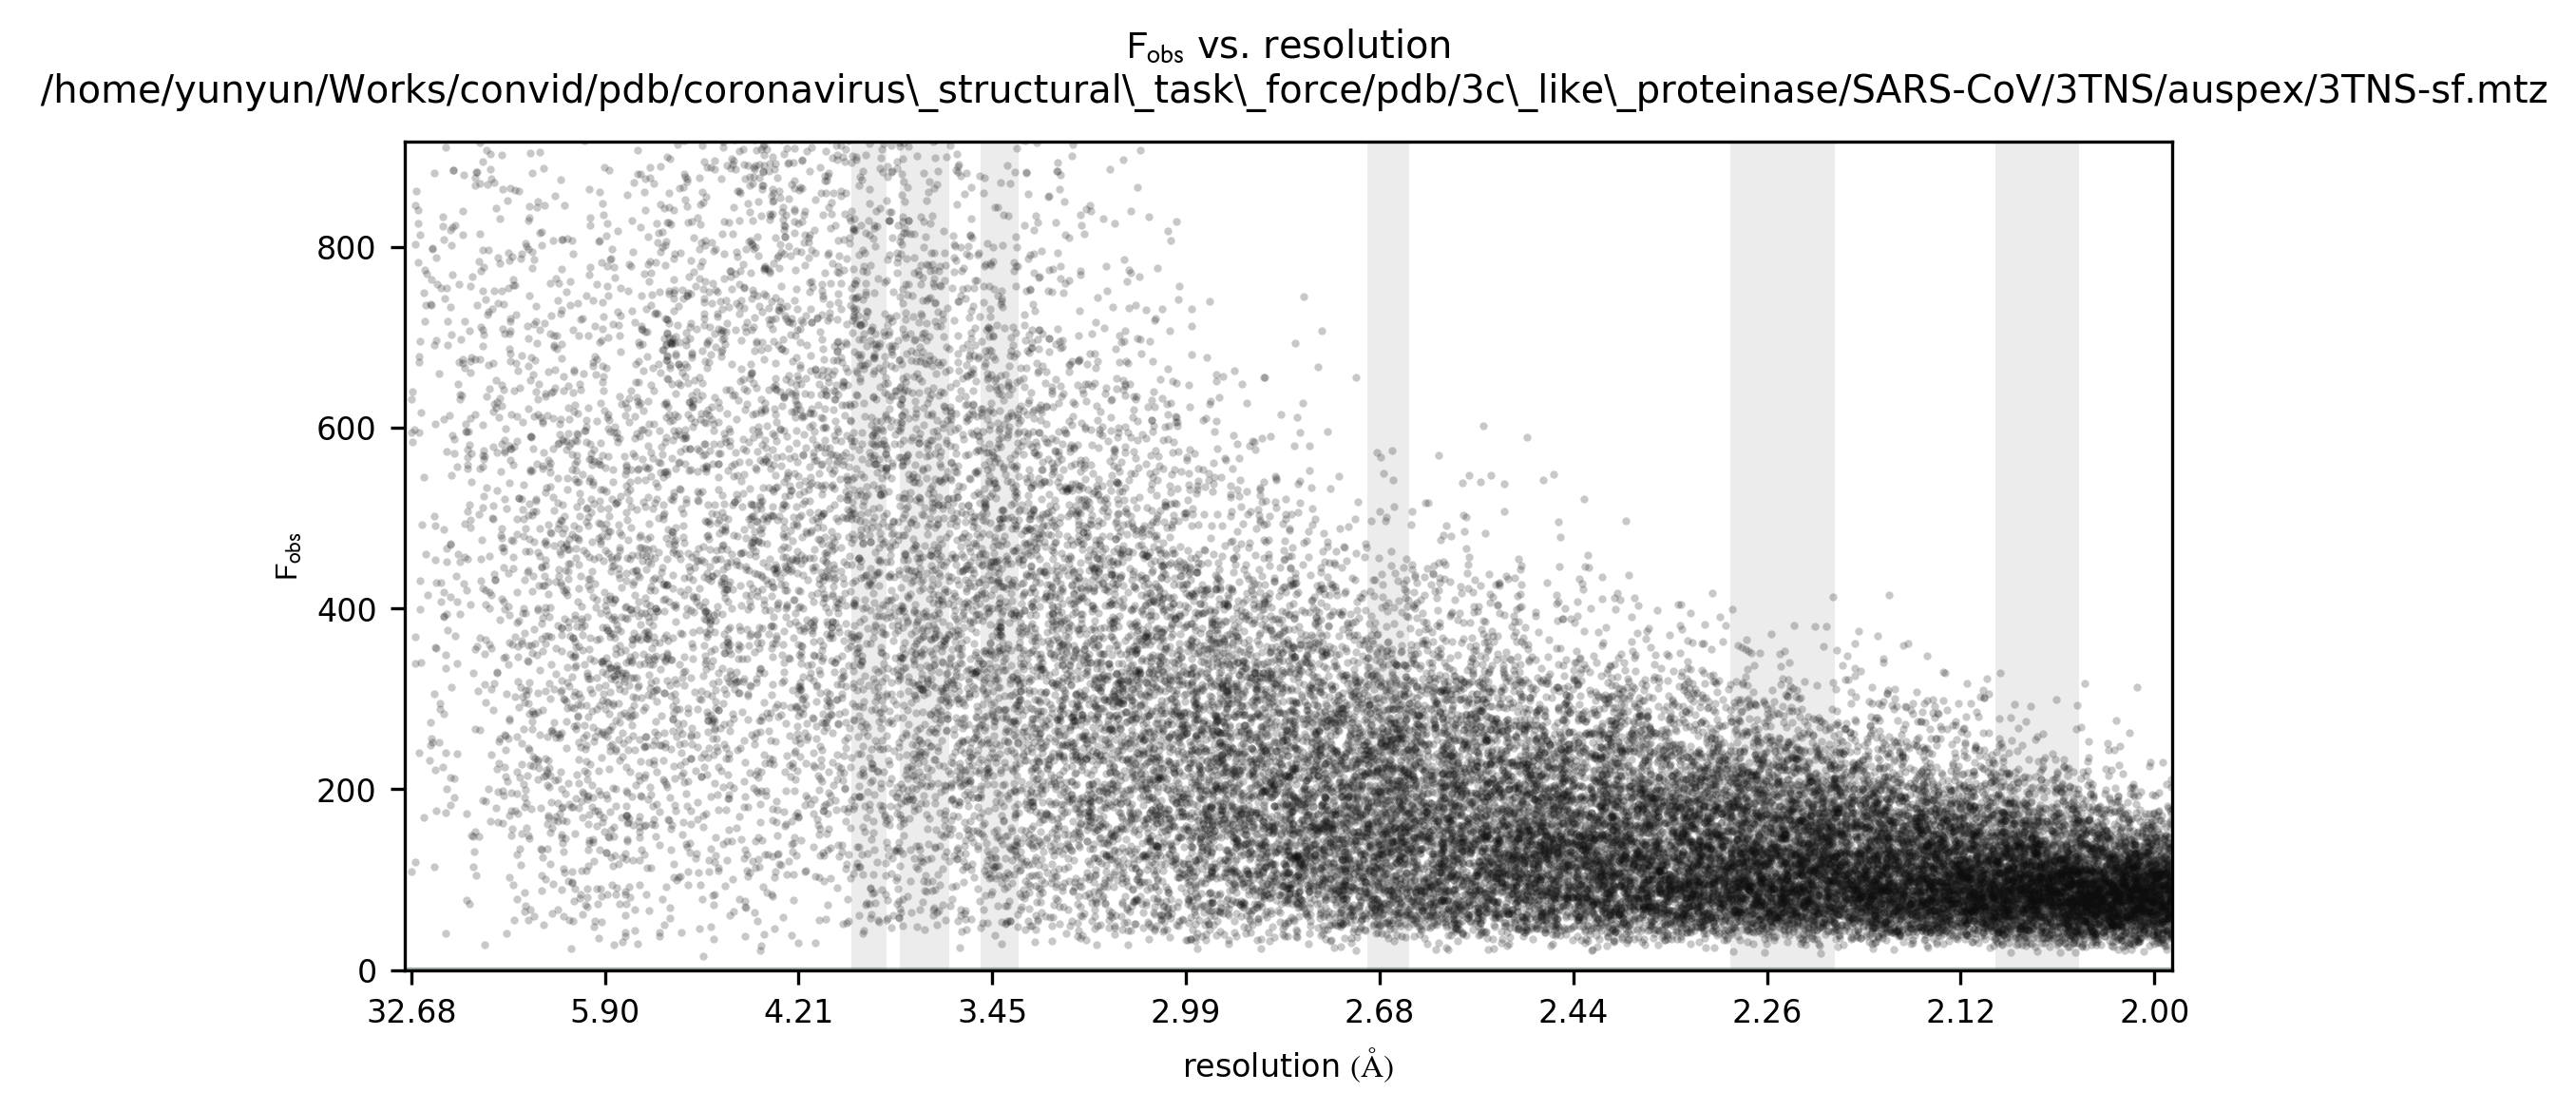 F_obs vs. resolution
/home/yunyun/Works/convid/pdb/coronavirus\_structural\_task\_force/pdb/3c\_like\_proteinase/SARS-CoV/3TNS/auspex/3TNS-sf.mtz
800
600
F_obs
400
200
0
32.68 5.90 4.21 3.45 2.99 2.68 2.44 2.26 2.12 2.00
resolution (Å)